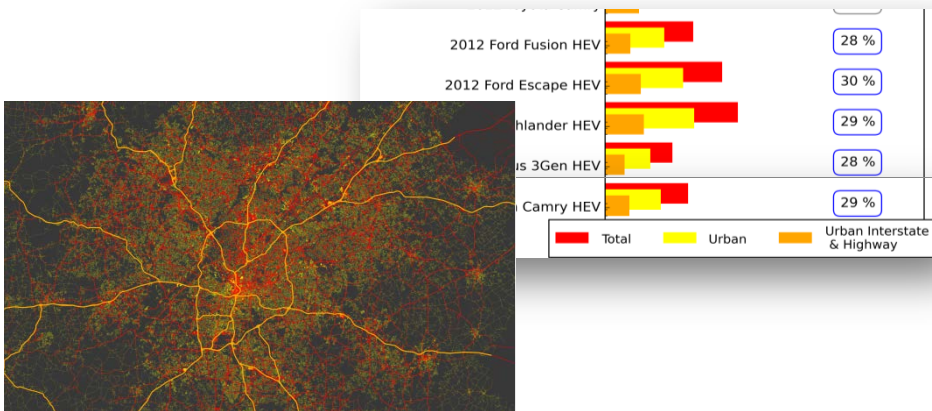 2012 Ford Fusion HEV
28 %
2012 Ford Escape HEV
30 %
hlander HEV
29 %
us 3Gen HEV
28 %
Camry HEV
29 %
Total
Urban
Urban Interstate
& Highway